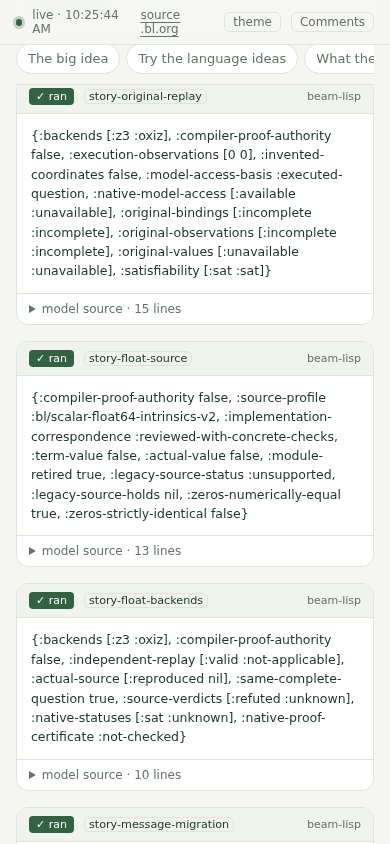 live · 10:25:44 AM
source .bl.org
theme
Comments
The big idea
Try the language ideas
What the
✓ ran
story-original-replay
beam-lisp
{:backends [:z3 :oxiz], :compiler-proof-authority
false, :execution-observations [0 0], :invented-
coordinates false, :model-access-basis :executed-
question, :native-model-access [:available
:unavailable], :original-bindings [:incomplete
:incomplete], :original-observations [:incomplete
:incomplete], :original-values [:unavailable
:unavailable], :satisfiability [:sat :sat]}
▶ model source · 15 lines
✓ ran
story-float-source
beam-lisp
{:compiler-proof-authority false, :source-profile
:bl/scalar-float64-intrinsics-v2, :implementation-
correspondence :reviewed-with-concrete-checks,
:term-value false, :actual-value false, :module-
retired true, :legacy-source-status :unsupported,
:legacy-source-holds nil, :zeros-numerically-equal
true, :zeros-strictly-identical false}
▶ model source · 13 lines
✓ ran
story-float-backends
beam-lisp
{:backends [:z3 :oxiz], :compiler-proof-authority
false, :independent-replay [:valid :not-applicable],
:actual-source [:reproduced nil], :same-complete-
question true, :source-verdicts [:refuted :unknown],
:native-statuses [:sat :unknown], :native-proof-
certificate :not-checked}
▶ model source · 10 lines
✓ ran
story-message-migration
beam-lisp